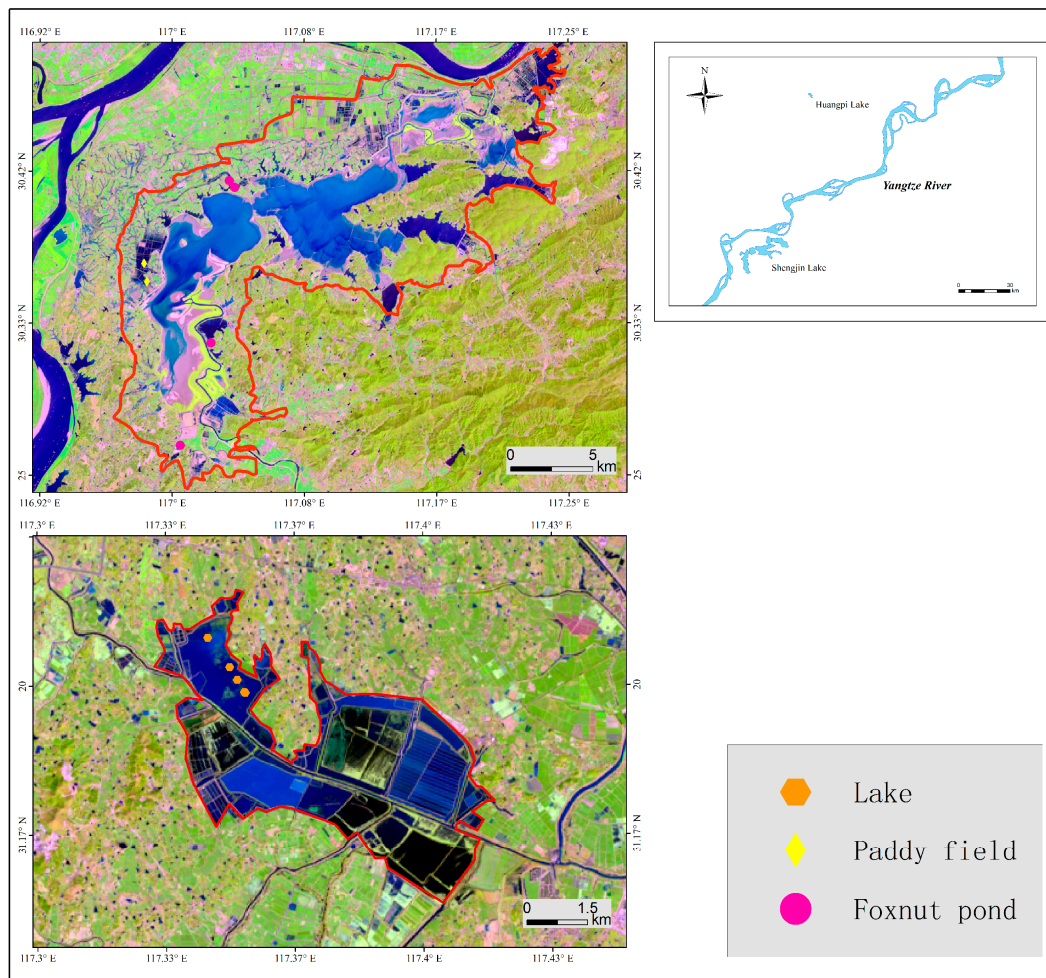 116.92° E 117° E 117.08° E 117.17° E 117.25° E
30.42° N
30.33° N
25
30.42° N
30.33° N
25
0 5
km
116.92° E 117° E 117.08° E 117.17° E 117.25° E
N
Huangpi Lake
Yangtze River
Shengjin Lake
0 30
km
117.3° E 117.33° E 117.37° E 117.4° E 117.43° E
20
31.17° N
20
31.17° N
0 1.5
km
117.3° E 117.33° E 117.37° E 117.4° E 117.43° E
Lake
Paddy field
Foxnut pond